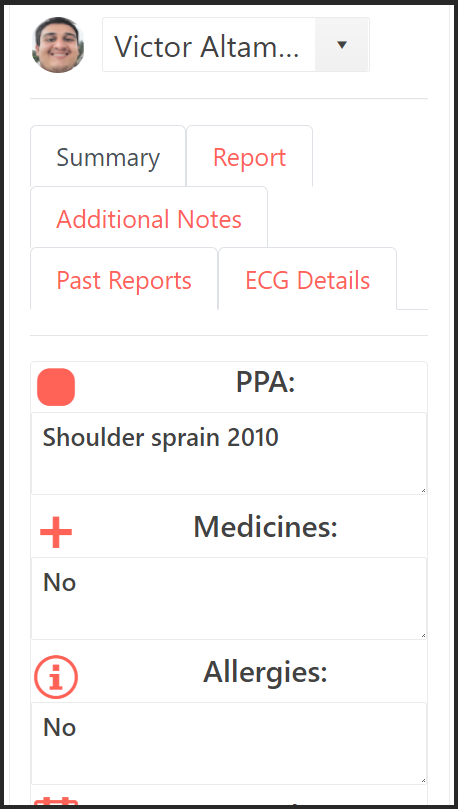 Victor Altam...
Summary
Report
Additional Notes
Past Reports
ECG Details
PPA:
Shoulder sprain 2010
Medicines:
No
Allergies:
No